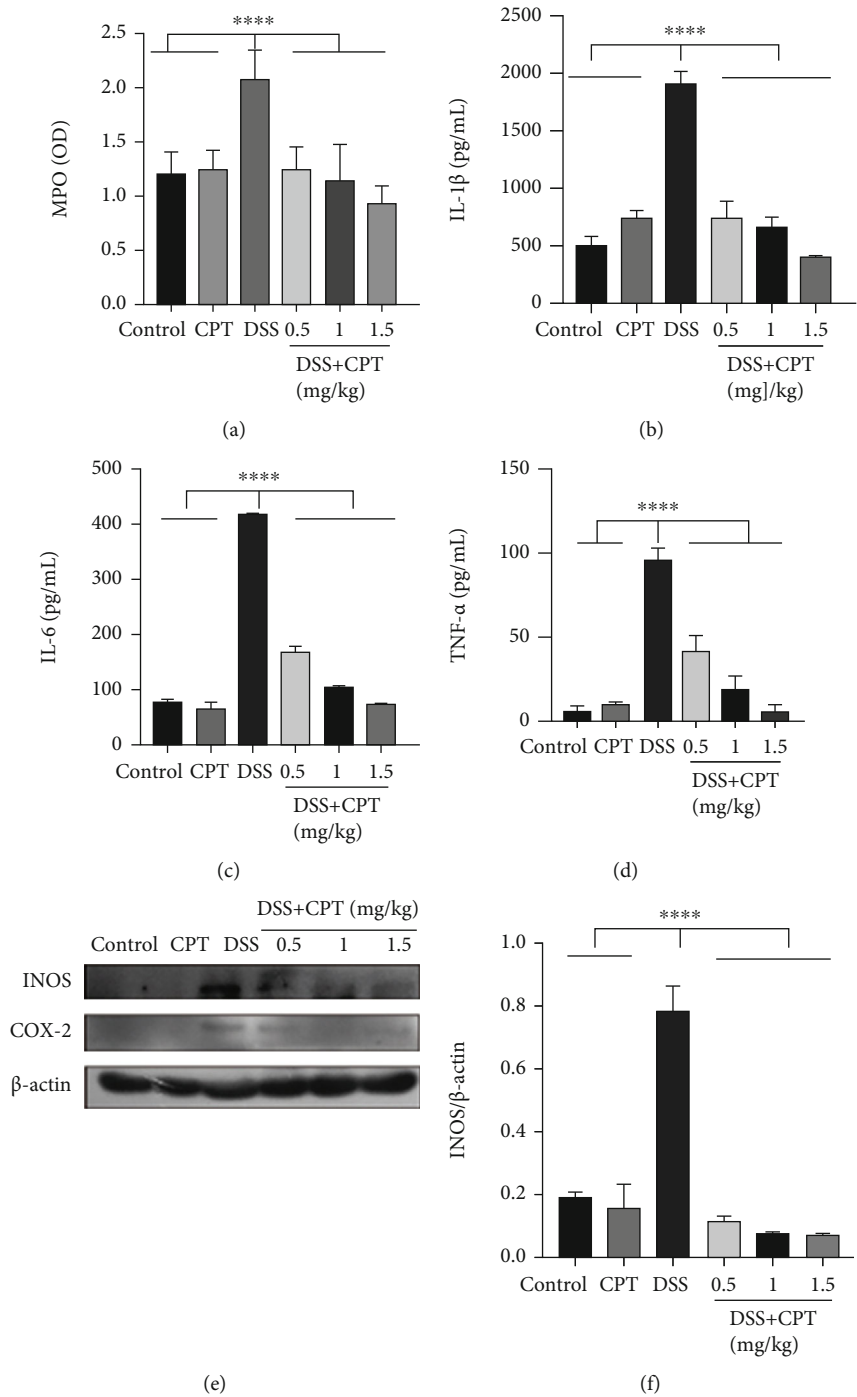 ****
2.5
2.0
1.5
1.0
0.5
0.0
MPO (OD)
Control CPT DSS 0.5 1 1.5
DSS+CPT
(mg/kg)
(a)
****
2500
2000
1500
1000
500
0
IL-1β (pg/mL)
Control CPT DSS 0.5 1 1.5
DSS+CPT
(mg]/kg)
(b)
****
500
400
300
200
100
0
IL-6 (pg/mL)
Control CPT DSS 0.5 1 1.5
DSS+CPT
(mg/kg)
(c)
****
150
100
50
0
TNF-α (pg/mL)
Control CPT DSS 0.5 1 1.5
DSS+CPT
(mg/kg)
(d)
DSS+CPT (mg/kg)
Control CPT DSS 0.5 1 1.5
INOS
COX-2
β-actin
(e)
****
1.0
0.8
0.6
0.4
0.2
0.0
INOS/β-actin
Control CPT DSS 0.5 1 1.5
DSS+CPT
(mg/kg)
(f)